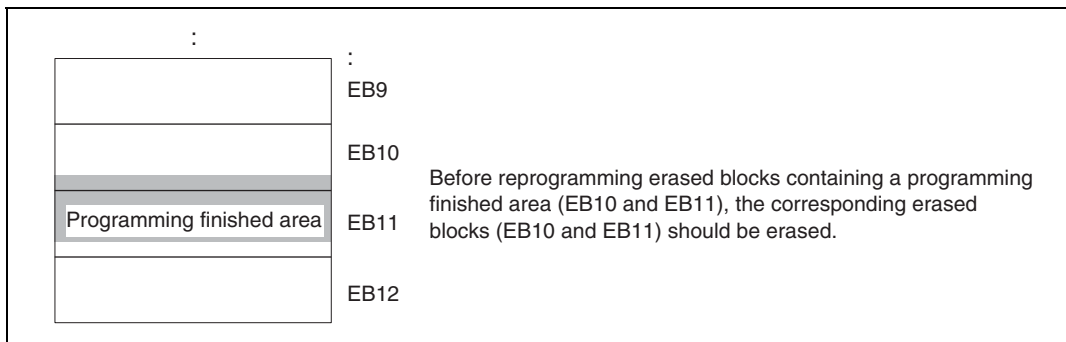 :
:
EB9
EB10
Programming finished area
EB11
EB12
Before reprogramming erased blocks containing a programming
finished area (EB10 and EB11), the corresponding erased
blocks (EB10 and EB11) should be erased.